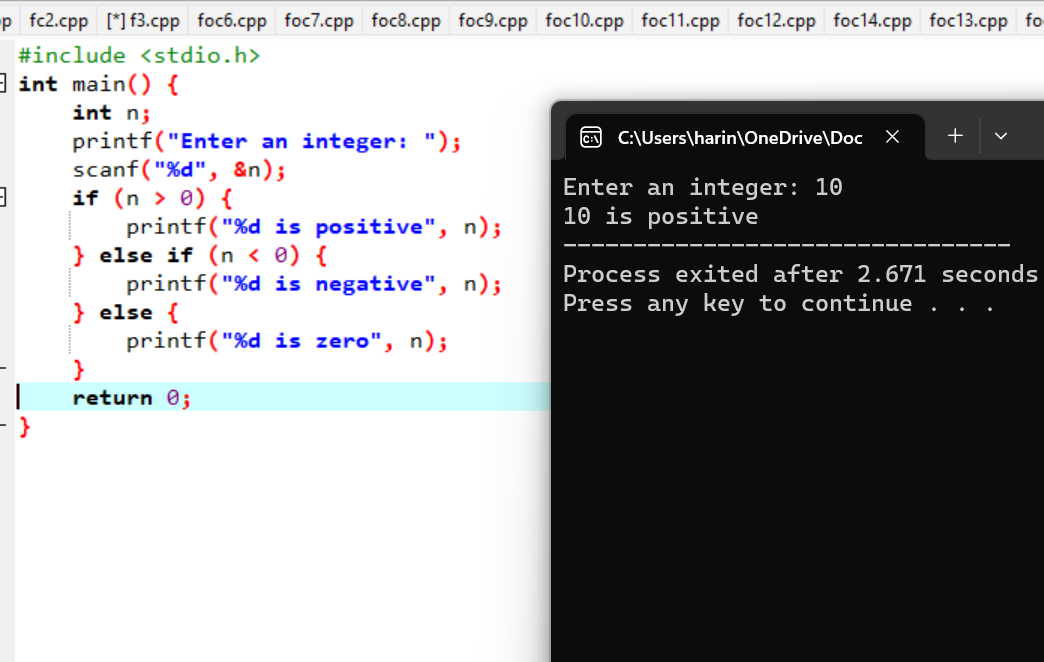 p fc2.cpp [*] f3.cpp foc6.cpp foc7.cpp foc8.cpp foc9.cpp foc10.cpp foc11.cpp foc12.cpp foc14.cpp foc13.cpp fo
#include <stdio.h>
int main() {
    int n;
    printf("Enter an integer: ");
    scanf("%d", &n);
    if (n > 0) {
        printf("%d is positive", n);
    } else if (n < 0) {
        printf("%d is negative", n);
    } else {
        printf("%d is zero", n);
    }
    return 0;
}
C:\Users\harin\OneDrive\Doc
Enter an integer: 10
10 is positive
--------------------------------
Process exited after 2.671 seconds
Press any key to continue . . .